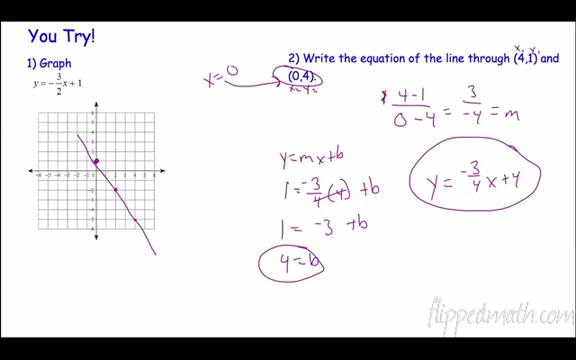 You Try!
1) Graph
y = -3/2 x + 1
2) Write the equation of the line through (4,1) and
(0,4).
x₁ y₁
x₂ y₂
x = 0
4-1/0-4 = 3/-4 = m
y = mx + b
1 = -3/4 (4) + b
1 = -3 + b
4 = b
y = -3/4 x + 4
flippedmath.com